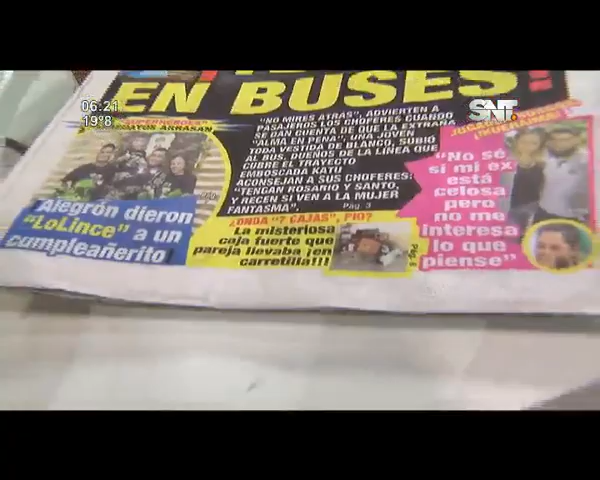 06:21
19°8
SNT
EN BUSES
"NO MIRES ATRAS", ADVIERTEN A
PASAJEROS LOS CHOFERES CUANDO
SE DAN CUENTA DE QUE LA EXTRAÑA
"ALMA EN PENA", UNA JOVEN
TODA VESTIDA DE BLANCO, SUBIÓ
AL BUS. DUEÑOS DE LA LÍNEA QUE
CUBRE EL TRAYECTO
EMBOSCADA KATU
ACONSEJAN A SUS CHOFERES:
"TENGAN ROSARIO Y SANTO,
Y RECEN SI VEN A LA MUJER
FANTASMA"
Pág. 3
"SUPERHÉROES"
ARRASAN
Alegrón dieron
"LoLince" a un
cumpleañerito
¿ONDA "7 CAJAS", PIO?
La misteriosa
caja fuerte que
pareja llevaba ¡en
carretilla!!!
"No sé
si mi ex
está
celosa
pero
no me
interesa
lo que
piense"